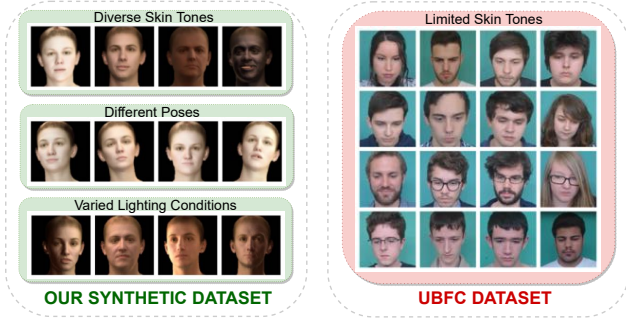 Diverse Skin Tones
Different Poses
Varied Lighting Conditions
OUR SYNTHETIC DATASET
Limited Skin Tones
UBFC DATASET